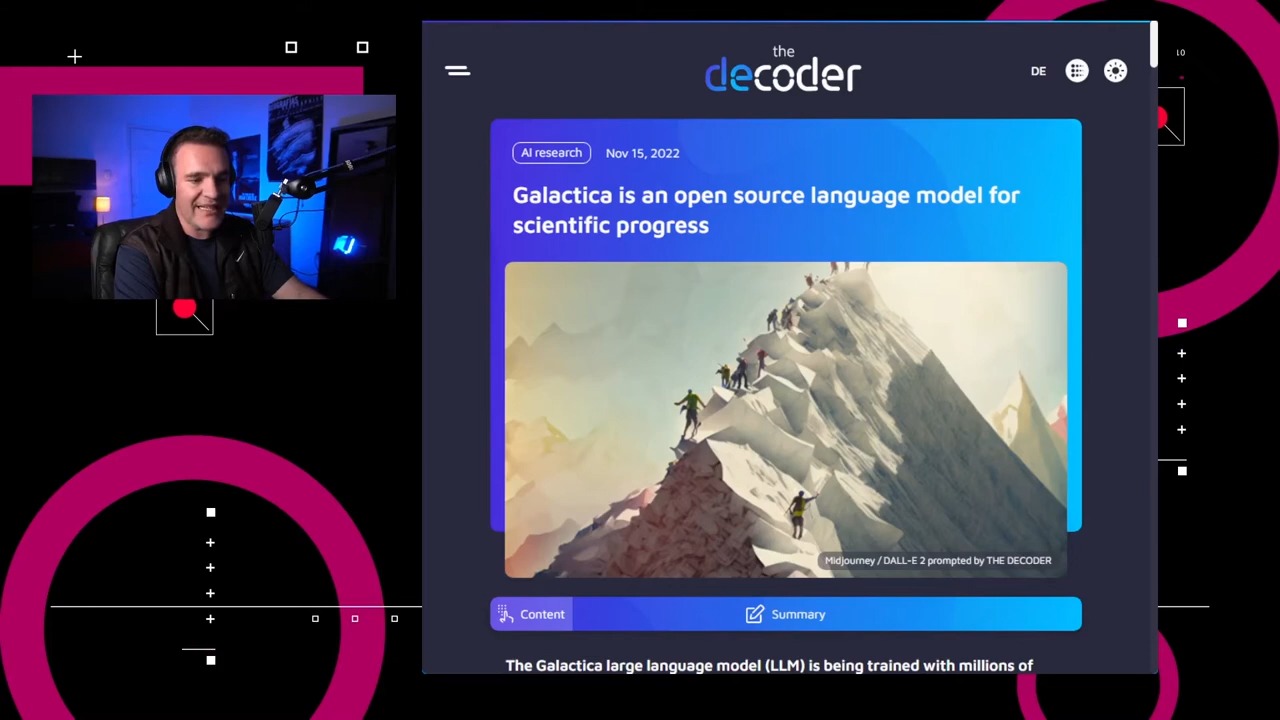 the
decoder
DE
AI research
Nov 15, 2022
Galactica is an open source language model for
scientific progress
Midjourney / DALL-E 2 prompted by THE DECODER
Content
Summary
The Galactica large language model (LLM) is being trained with millions of
10